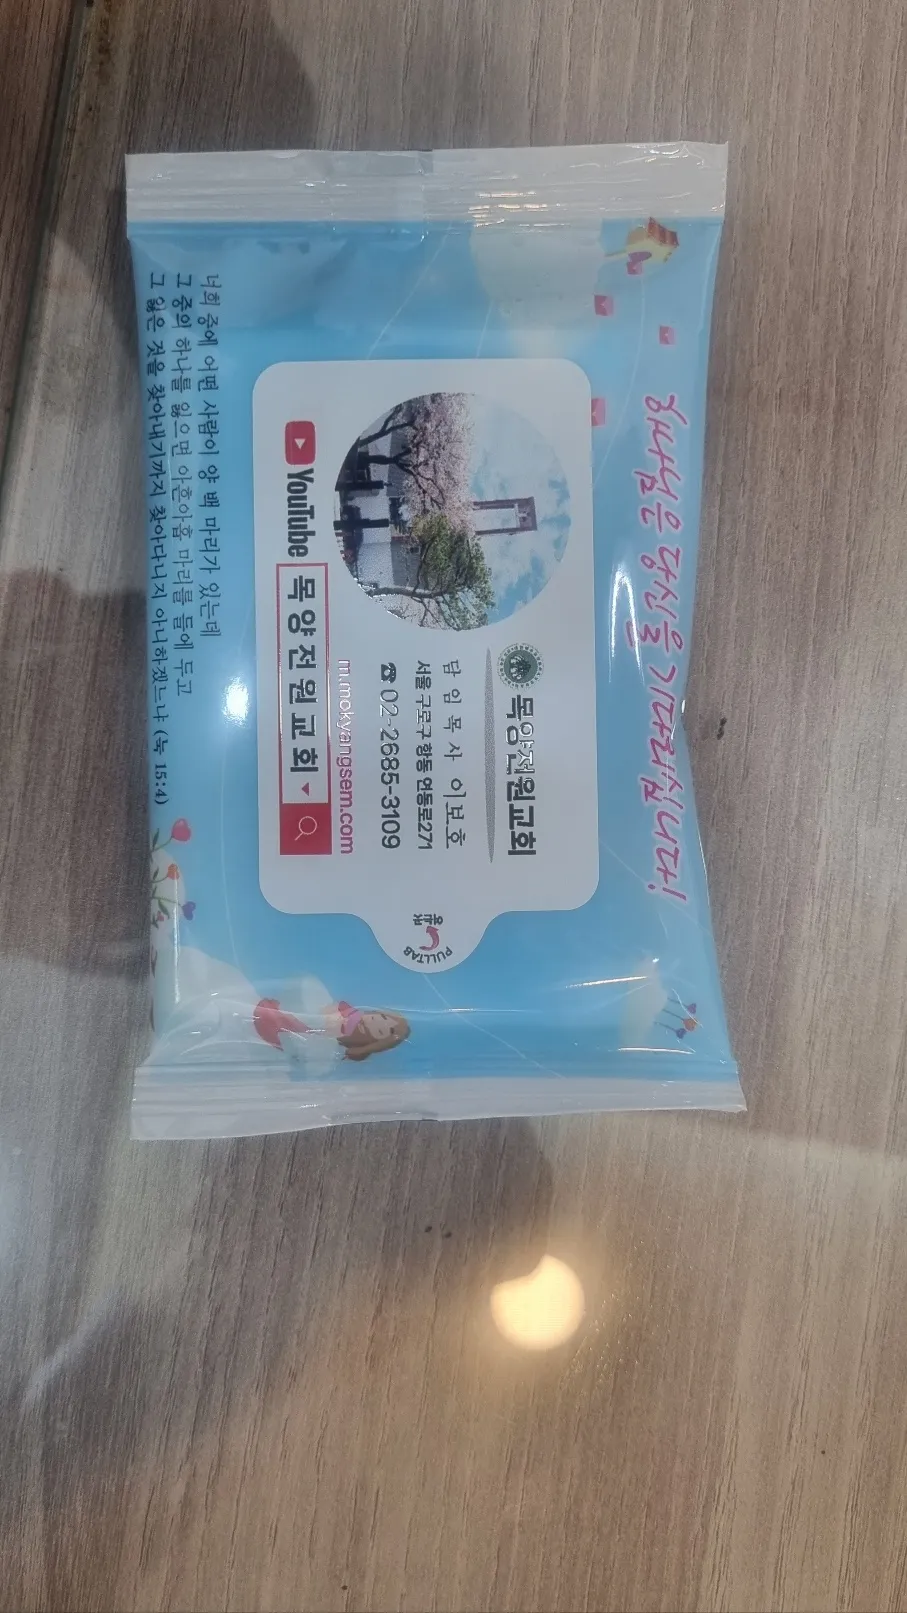 하나님은 당신을 기다리십니다!
목양전원교회
담 임 목 사 이보호
서울 구로구 항동 연동로271
☎ 02-2685-3109
m.mokyangsem.com
YouTube 목 양 전 원 교 회
PULL TAB
너희 중에 어떤 사람이 양 백 마리가 있는데
그 중의 하나를 잃으면 아흔아홉 마리를 들에 두고
그 잃은 것을 찾아내기까지 찾아다니지 아니하겠느냐 (눅 15:4)